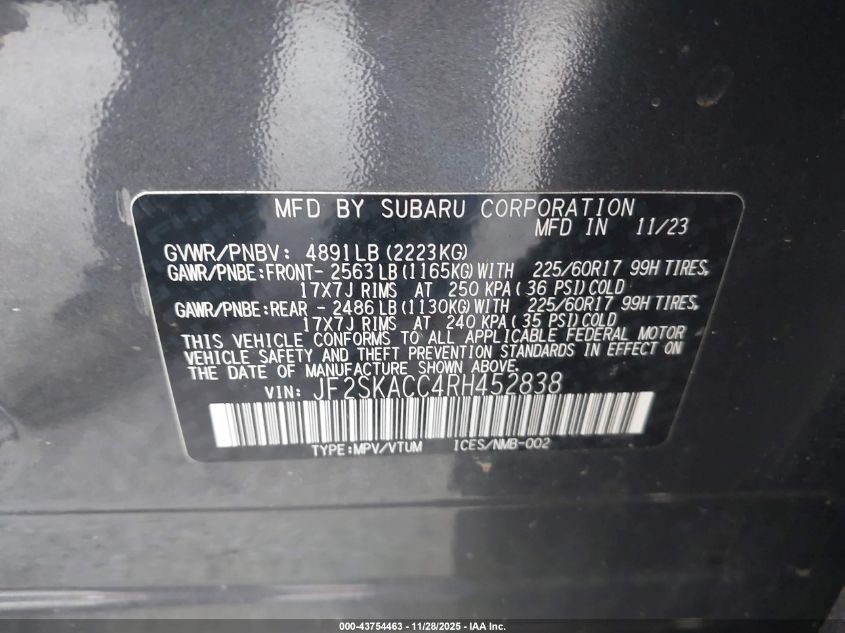 MFD BY SUBARU CORPORATION
MFD IN 11/23
GVWR/PNBV: 4891LB (2223KG)
GAWR/PNBE:FRONT- 2563 LB (1165KG) WITH 225/60R17 99H TIRES,
17X7J RIMS AT 250 KPA ( 36 PSI) COLD
GAWR/PNBE:REAR - 2486 LB (1130KG) WITH 225/60R17 99H TIRES,
17X7J RIMS AT 240 KPA ( 35 PSI) COLD
THIS VEHICLE CONFORMS TO ALL APPLICABLE FEDERAL MOTOR
VEHICLE SAFETY AND THEFT PREVENTION STANDARDS IN EFFECT ON
THE DATE OF MANUFACTURE SHOWN ABOVE.
VIN: JF2SKACC4RH452838
TYPE:MPV/VTUM ICES/NMB-002
000-43754463 - 11/28/2025 - IAA Inc.